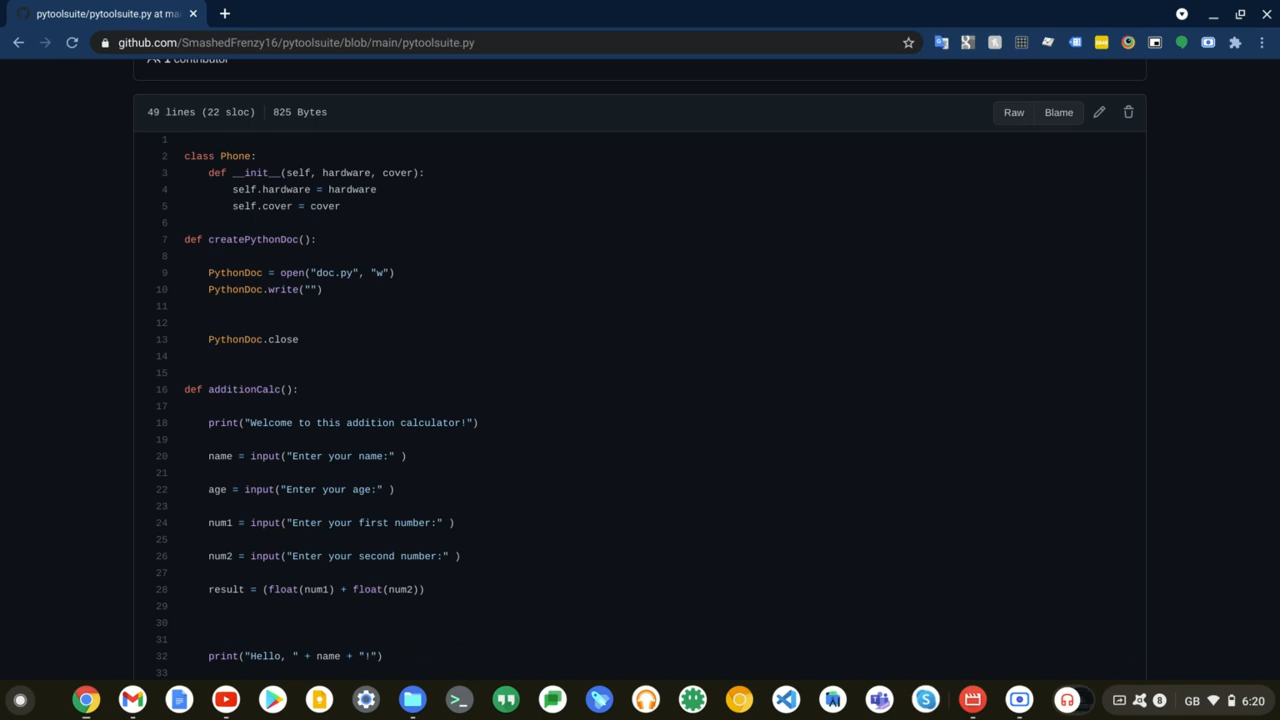 pytoolsuite/pytoolsuite.py at ma
github.com/SmashedFrenzy16/pytoolsuite/blob/main/pytoolsuite.py
1 contributor
49 lines (22 sloc) 825 Bytes
Raw Blame
1
2 class Phone:
3 def __init__(self, hardware, cover):
4 self.hardware = hardware
5 self.cover = cover
6
7 def createPythonDoc():
8
9 PythonDoc = open("doc.py", "w")
10 PythonDoc.write("")
11
12
13 PythonDoc.close
14
15
16 def additionCalc():
17
18 print("Welcome to this addition calculator!")
19
20 name = input("Enter your name:" )
21
22 age = input("Enter your age:" )
23
24 num1 = input("Enter your first number:" )
25
26 num2 = input("Enter your second number:" )
27
28 result = (float(num1) + float(num2))
29
30
31
32 print("Hello, " + name + "!")
33
8 GB 6:20